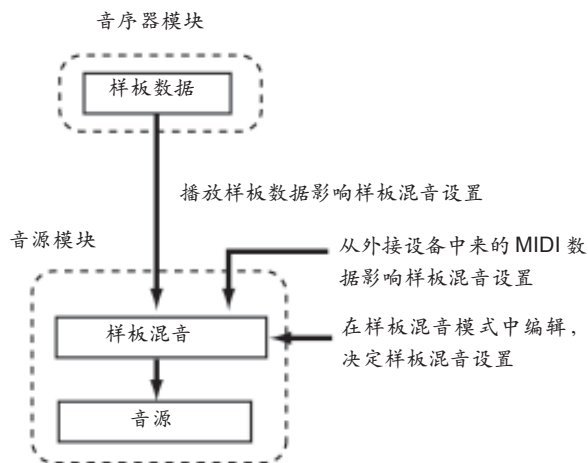 音序器模块
样板数据
播放样板数据影响样板混音设置
音源模块
从外接设备中来的 MIDI 数
据影响样板混音设置
样板混音
在样板混音模式中编辑，
决定样板混音设置
音源